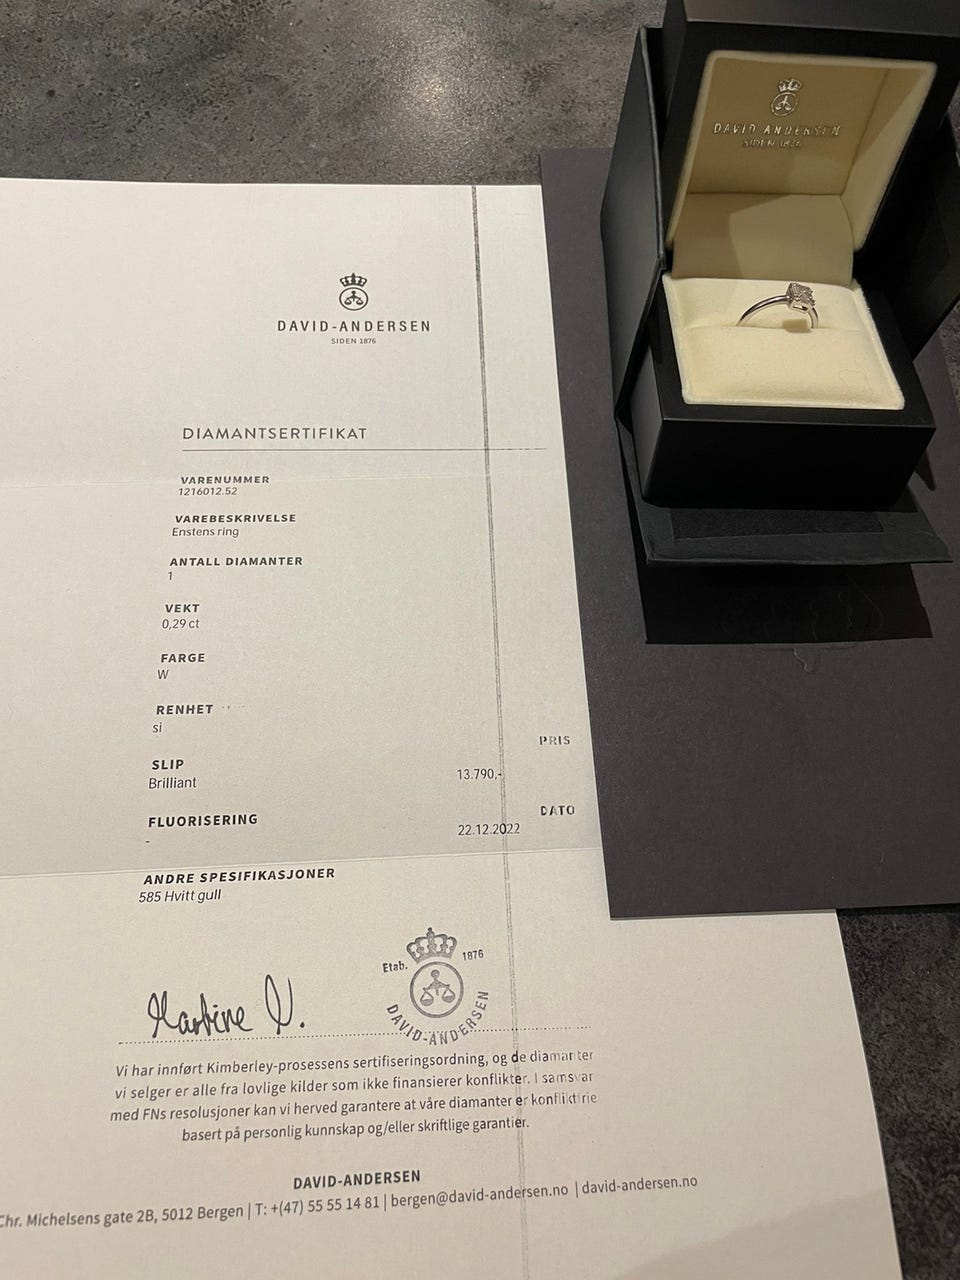 DAVID-ANDERSEN
SIDEN 1876
DAVID-ANDERSEN
SIDEN 1876
DIAMANTSERTIFIKAT
VARENUMMER
1216012.52
VAREBESKRIVELSE
Enstens ring
ANTALL DIAMANTER
1
VEKT
0,29 ct
FARGE
W
RENHET
si
PRIS
SLIP
13.790,-
Brilliant
DATO
FLUORISERING
22.12.2022
-
ANDRE SPESIFIKASJONER
585 Hvitt gull
Etab. 1876
DAVID-ANDERSEN
Martine V.
Vi har innført Kimberley-prosessens sertifiseringsordning, og de diamanter
vi selger er alle fra lovlige kilder som ikke finansierer konflikter. I samsvar
med FNs resolusjoner kan vi herved garantere at våre diamanter er konfliktfrie
basert på personlig kunnskap og/eller skriftlige garantier.
DAVID-ANDERSEN
Chr. Michelsens gate 2B, 5012 Bergen | T: +(47) 55 55 14 81 | bergen@david-andersen.no | david-andersen.no